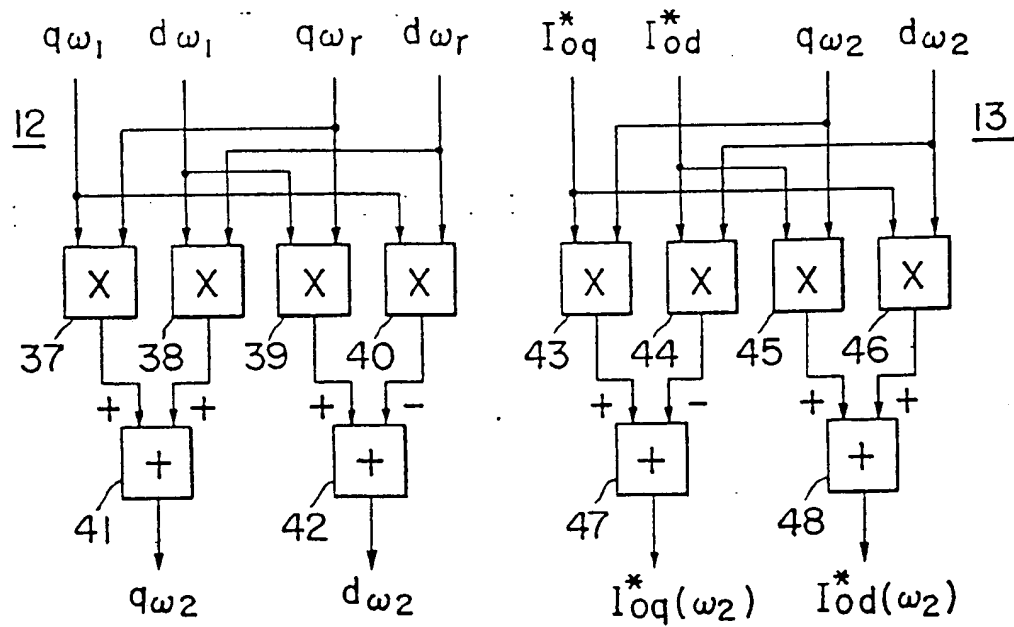 qω₁ dω₁ qωr dωr I*oq I*od qω₂ dω₂
12 13
X X X X X X X X
37 38 39 40 43 44 45 46
+ + + − + − + +
+ + + +
41 42 47 48
qω₂ dω₂ I*oq(ω₂) I*od(ω₂)